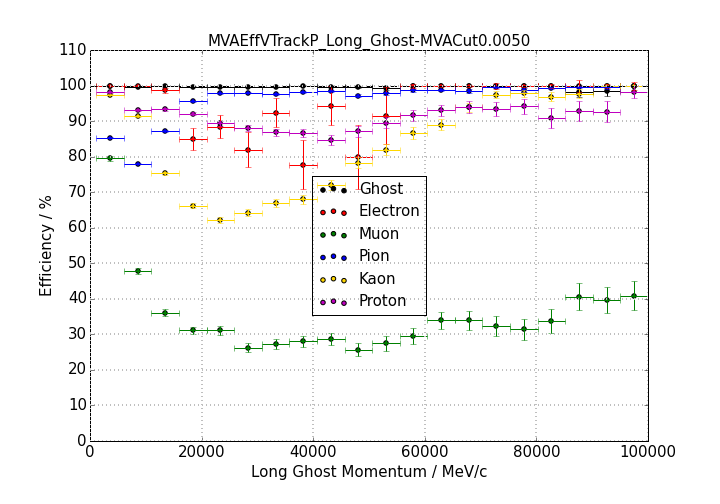 MVAEffVTrackP_Long_Ghost-MVACut0.0050
110
100
90
80
70
60
50
40
30
20
10
0
Efficiency / %
Ghost
Electron
Muon
Pion
Kaon
Proton
0 20000 40000 60000 80000 100000
Long Ghost Momentum / MeV/c